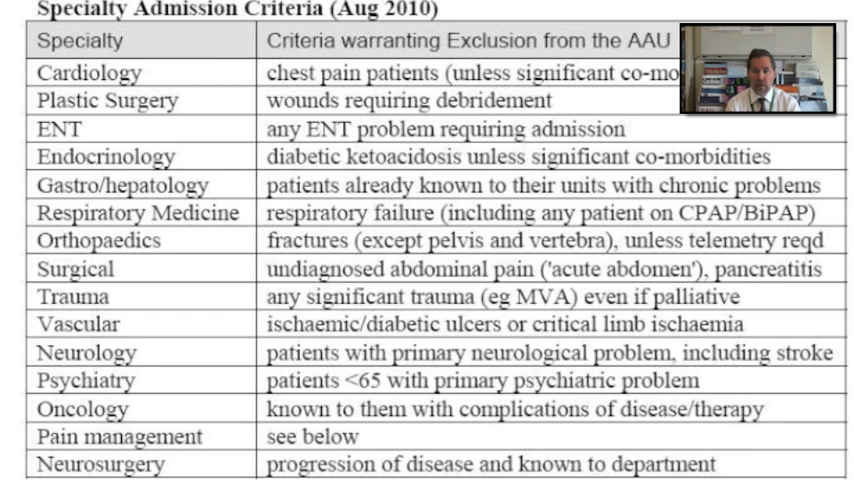 Specialty Admission Criteria (Aug 2010)
Specialty Criteria warranting Exclusion from the AAU
Cardiology chest pain patients (unless significant co-mo
Plastic Surgery wounds requiring debridement
ENT any ENT problem requiring admission
Endocrinology diabetic ketoacidosis unless significant co-morbidities
Gastro/hepatology patients already known to their units with chronic problems
Respiratory Medicine respiratory failure (including any patient on CPAP/BiPAP)
Orthopaedics fractures (except pelvis and vertebra), unless telemetry reqd
Surgical undiagnosed abdominal pain ('acute abdomen'), pancreatitis
Trauma any significant trauma (eg MVA) even if palliative
Vascular ischaemic/diabetic ulcers or critical limb ischaemia
Neurology patients with primary neurological problem, including stroke
Psychiatry patients <65 with primary psychiatric problem
Oncology known to them with complications of disease/therapy
Pain management see below
Neurosurgery progression of disease and known to department